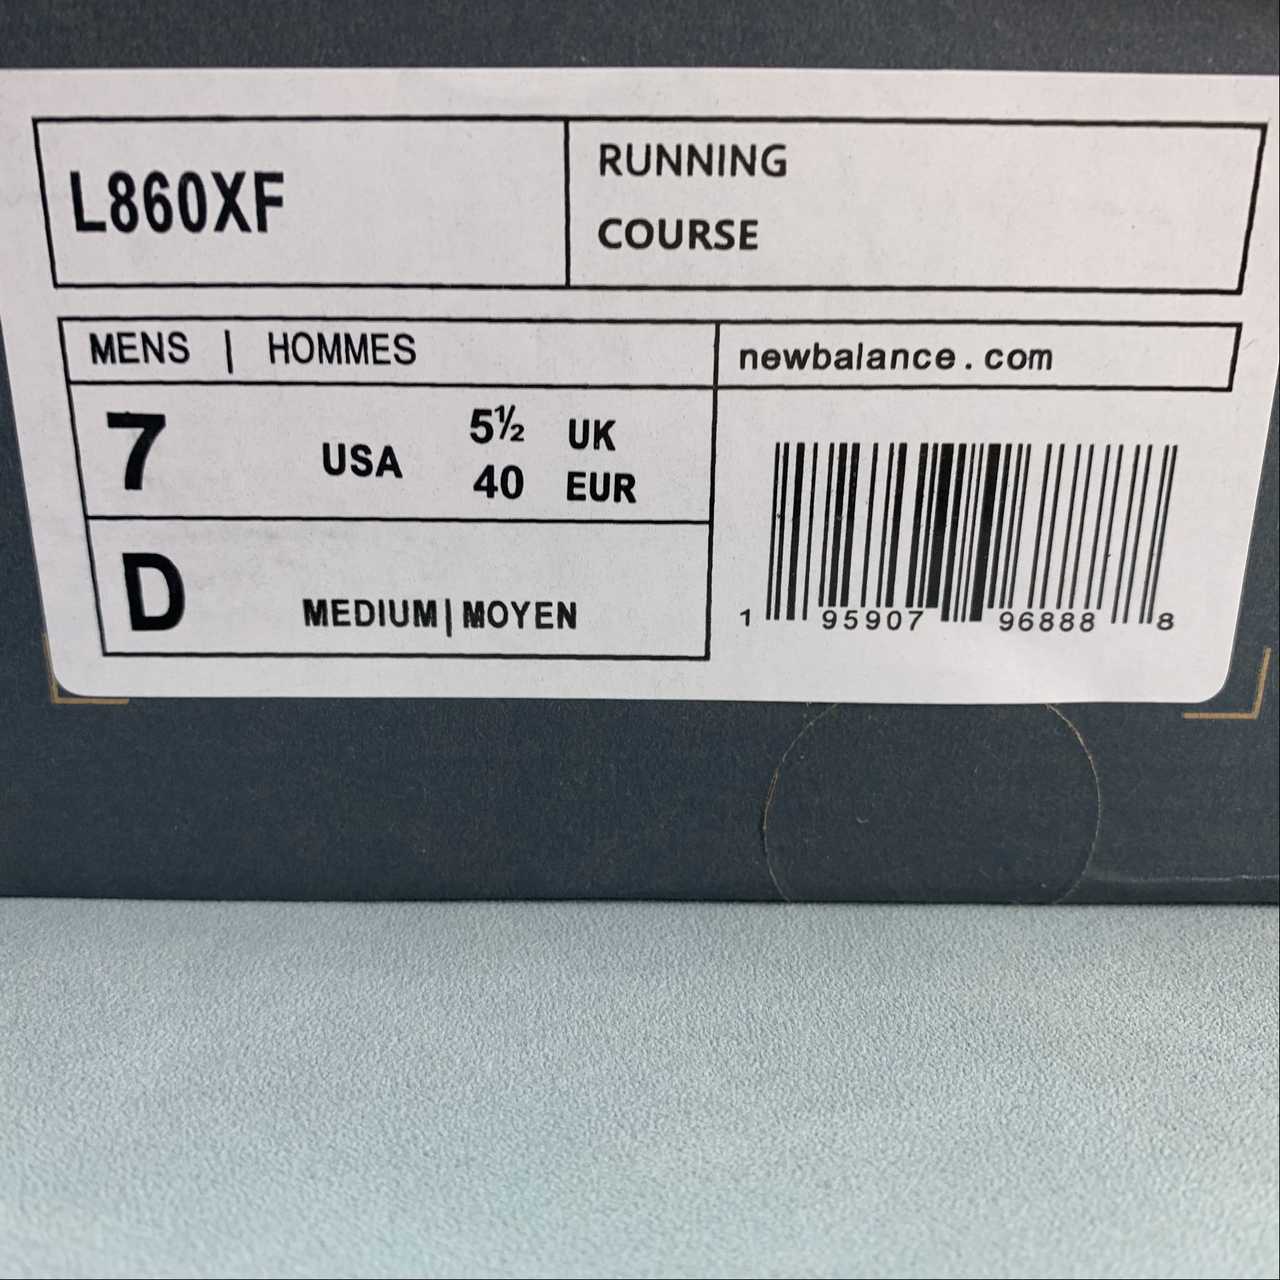 L860XF
RUNNING
COURSE
MENS | HOMMES
newbalance.com
7 USA 5½ UK
40 EUR
D MEDIUM|MOYEN
1 95907 96888 8